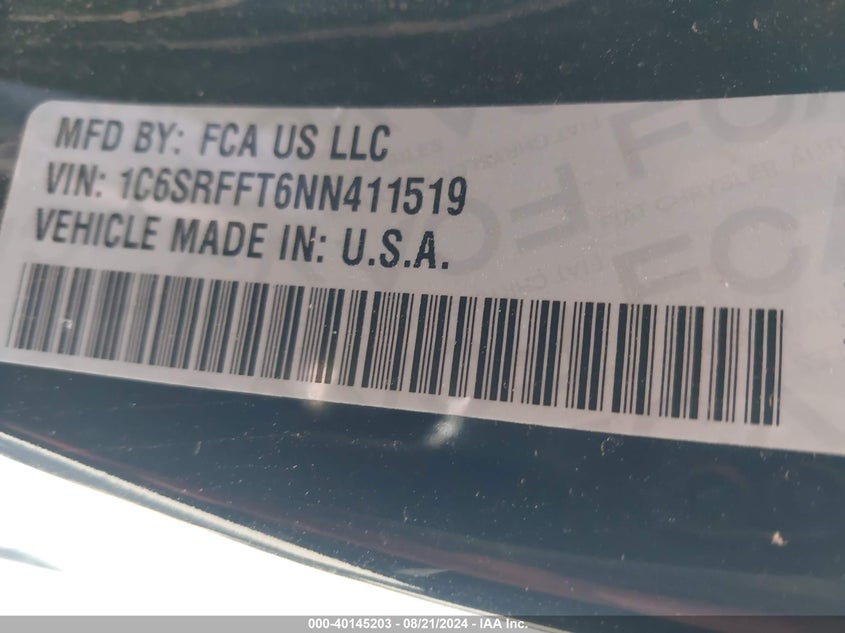 MFD BY: FCA US LLC
VIN: 1C6SRFFT6NN411519
VEHICLE MADE IN: U.S.A.
000-40145203 - 08/21/2024 - IAA Inc.